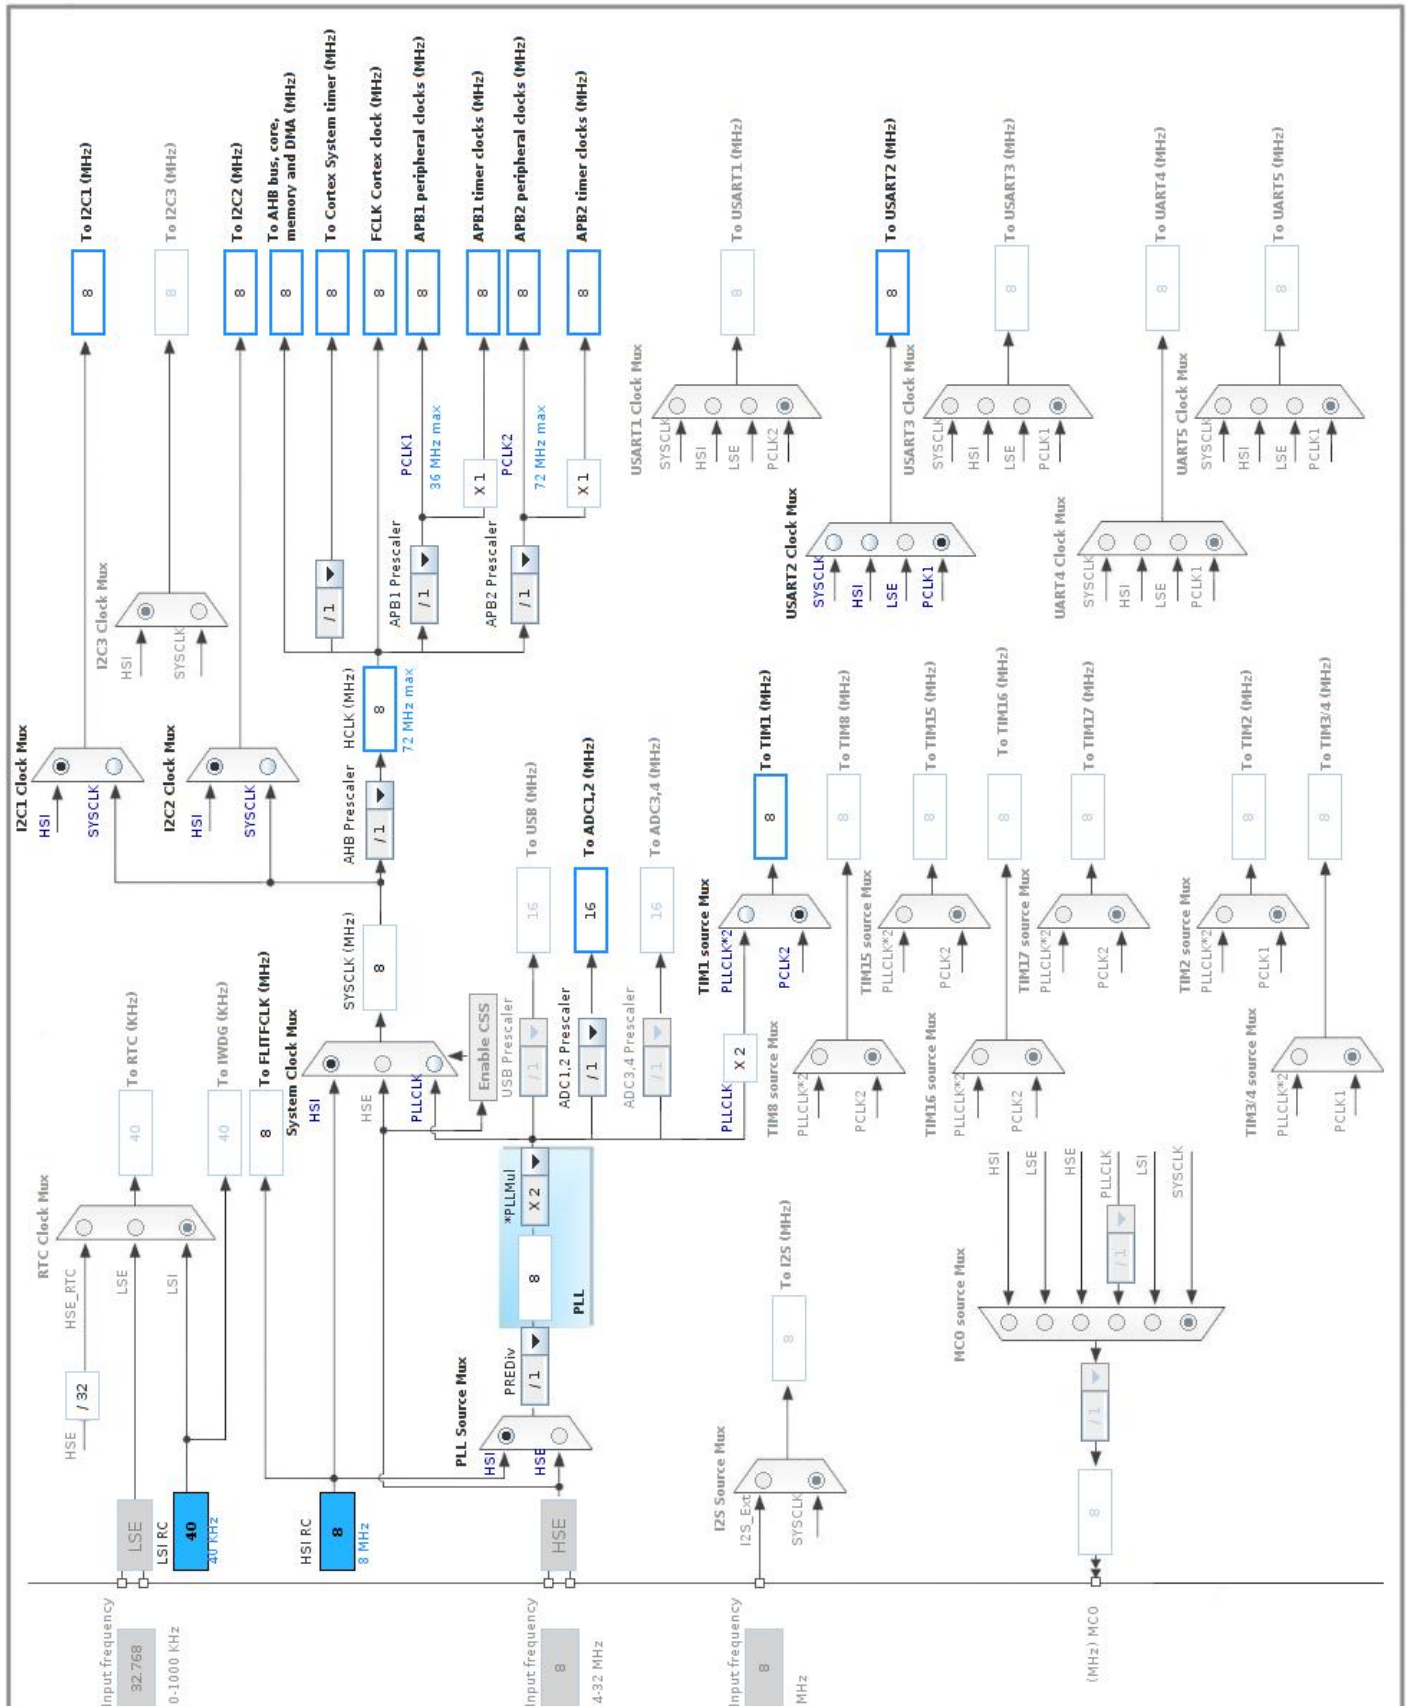 Input frequency
32.768
0-1000 KHz
LSE
LSI RC
40
40 KHz
HSE
/ 32
HSE_RTC
LSE
LSI
RTC Clock Mux
40
To RTC (KHz)
40
To IWDG (KHz)
8
To FLITFCLK (MHz)
HSI RC
8
8 MHz
Input frequency
8
4-32 MHz
HSE
PLL Source Mux
HSI
HSE
PREDiv
/ 1
PLL
8
*PLLMul
X 2
System Clock Mux
HSI
HSE
PLLCLK
Enable CSS
SYSCLK (MHz)
8
AHB Prescaler
/ 1
HCLK (MHz)
8
72 MHz max
I2C1 Clock Mux
HSI
SYSCLK
8
To I2C1 (MHz)
I2C3 Clock Mux
HSI
SYSCLK
8
To I2C3 (MHz)
I2C2 Clock Mux
HSI
SYSCLK
8
To I2C2 (MHz)
8
To AHB bus, core,
memory and DMA (MHz)
/ 1
8
To Cortex System timer (MHz)
8
FCLK Cortex clock (MHz)
APB1 Prescaler
/ 1
PCLK1
36 MHz max
8
APB1 peripheral clocks (MHz)
X 1
8
APB1 timer clocks (MHz)
APB2 Prescaler
/ 1
PCLK2
72 MHz max
8
APB2 peripheral clocks (MHz)
X 1
8
APB2 timer clocks (MHz)
USB Prescaler
/ 1
16
To USB (MHz)
ADC1,2 Prescaler
/ 1
16
To ADC1,2 (MHz)
ADC3,4 Prescaler
/ 1
16
To ADC3,4 (MHz)
PLLCLK
X 2
TIM1 source Mux
PLLCLK*2
PCLK2
8
To TIM1 (MHz)
TIM8 source Mux
PLLCLK*2
PCLK2
8
To TIM8 (MHz)
TIM15 source Mux
PLLCLK*2
PCLK2
8
To TIM15 (MHz)
TIM16 source Mux
PLLCLK*2
PCLK2
8
To TIM16 (MHz)
TIM17 source Mux
PLLCLK*2
PCLK2
8
To TIM17 (MHz)
TIM2 source Mux
PLLCLK*2
PCLK1
8
To TIM2 (MHz)
TIM3/4 source Mux
PLLCLK*2
PCLK1
8
To TIM3/4 (MHz)
USART1 Clock Mux
SYSCLK
HSI
LSE
PCLK2
8
To USART1 (MHz)
USART2 Clock Mux
SYSCLK
HSI
LSE
PCLK1
8
To USART2 (MHz)
USART3 Clock Mux
SYSCLK
HSI
LSE
PCLK1
8
To USART3 (MHz)
UART4 Clock Mux
SYSCLK
HSI
LSE
PCLK1
8
To UART4 (MHz)
UART5 Clock Mux
SYSCLK
HSI
LSE
PCLK1
8
To UART5 (MHz)
Input frequency
8
MHz
I2S Source Mux
I2S_Ext
SYSCLK
8
To I2S (MHz)
(MHz) MCO
8
/ 1
MCO source Mux
HSI
LSE
HSE
/ 1
PLLCLK
LSI
SYSCLK